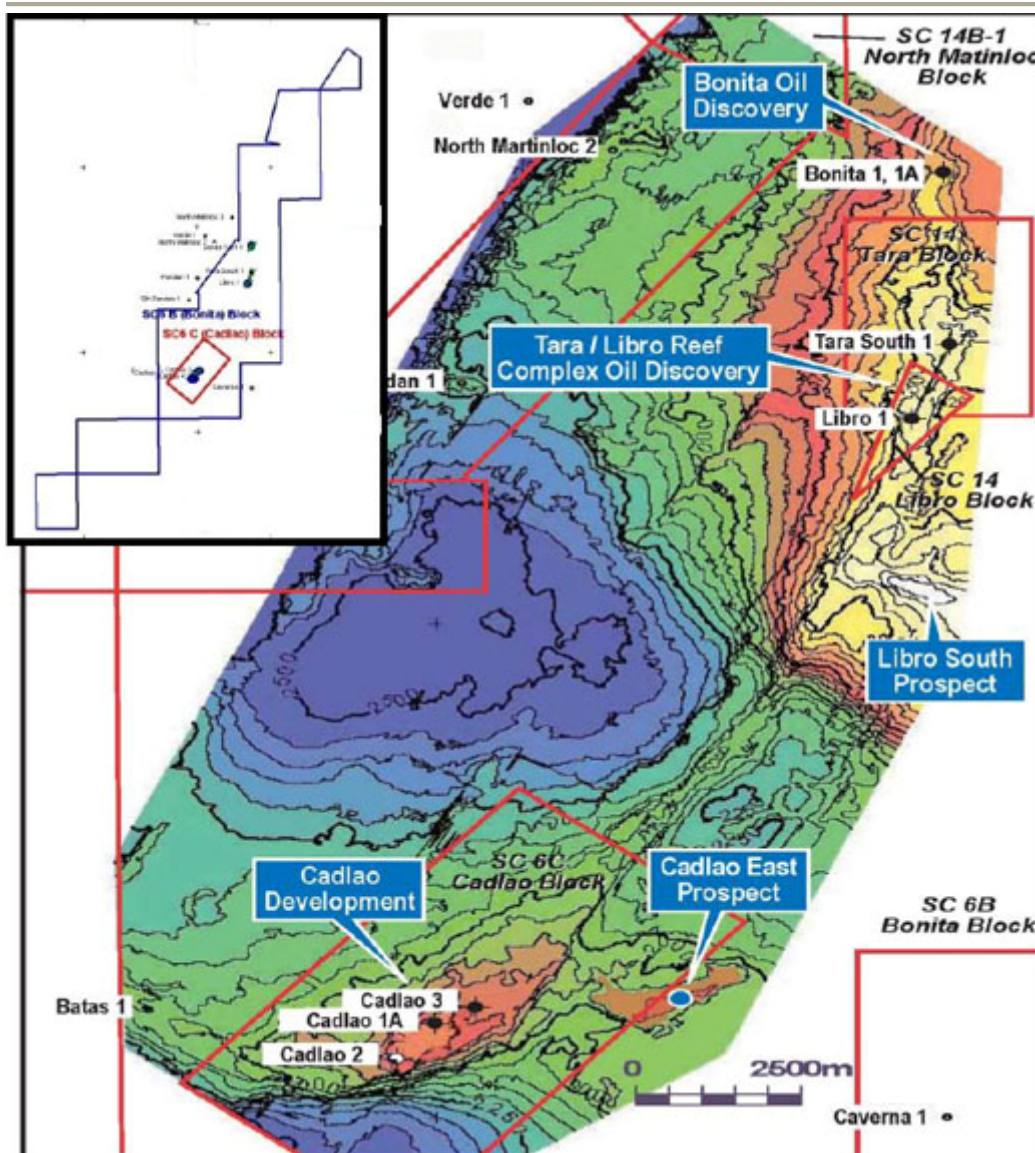 SC 14B-1
North Matinloc
Block
Bonita Oil
Discovery
Verde 1
North Martinloc 2
Bonita 1, 1A
SC 14
Tara Block
Tara / Libro Reef
Complex Oil Discovery
Tara South 1
dan 1
Libro 1
SC 14
Libro Block
SC6 B (Bonita) Block
SC6 C (Cadlao) Block
2500
Libro South
Prospect
SC 6C
Cadlao Block
Cadlao
Development
Cadlao East
Prospect
SC 6B
Bonita Block
Batas 1
Cadlao 3
Cadlao 1A
Cadlao 2
0 2500m
Caverna 1